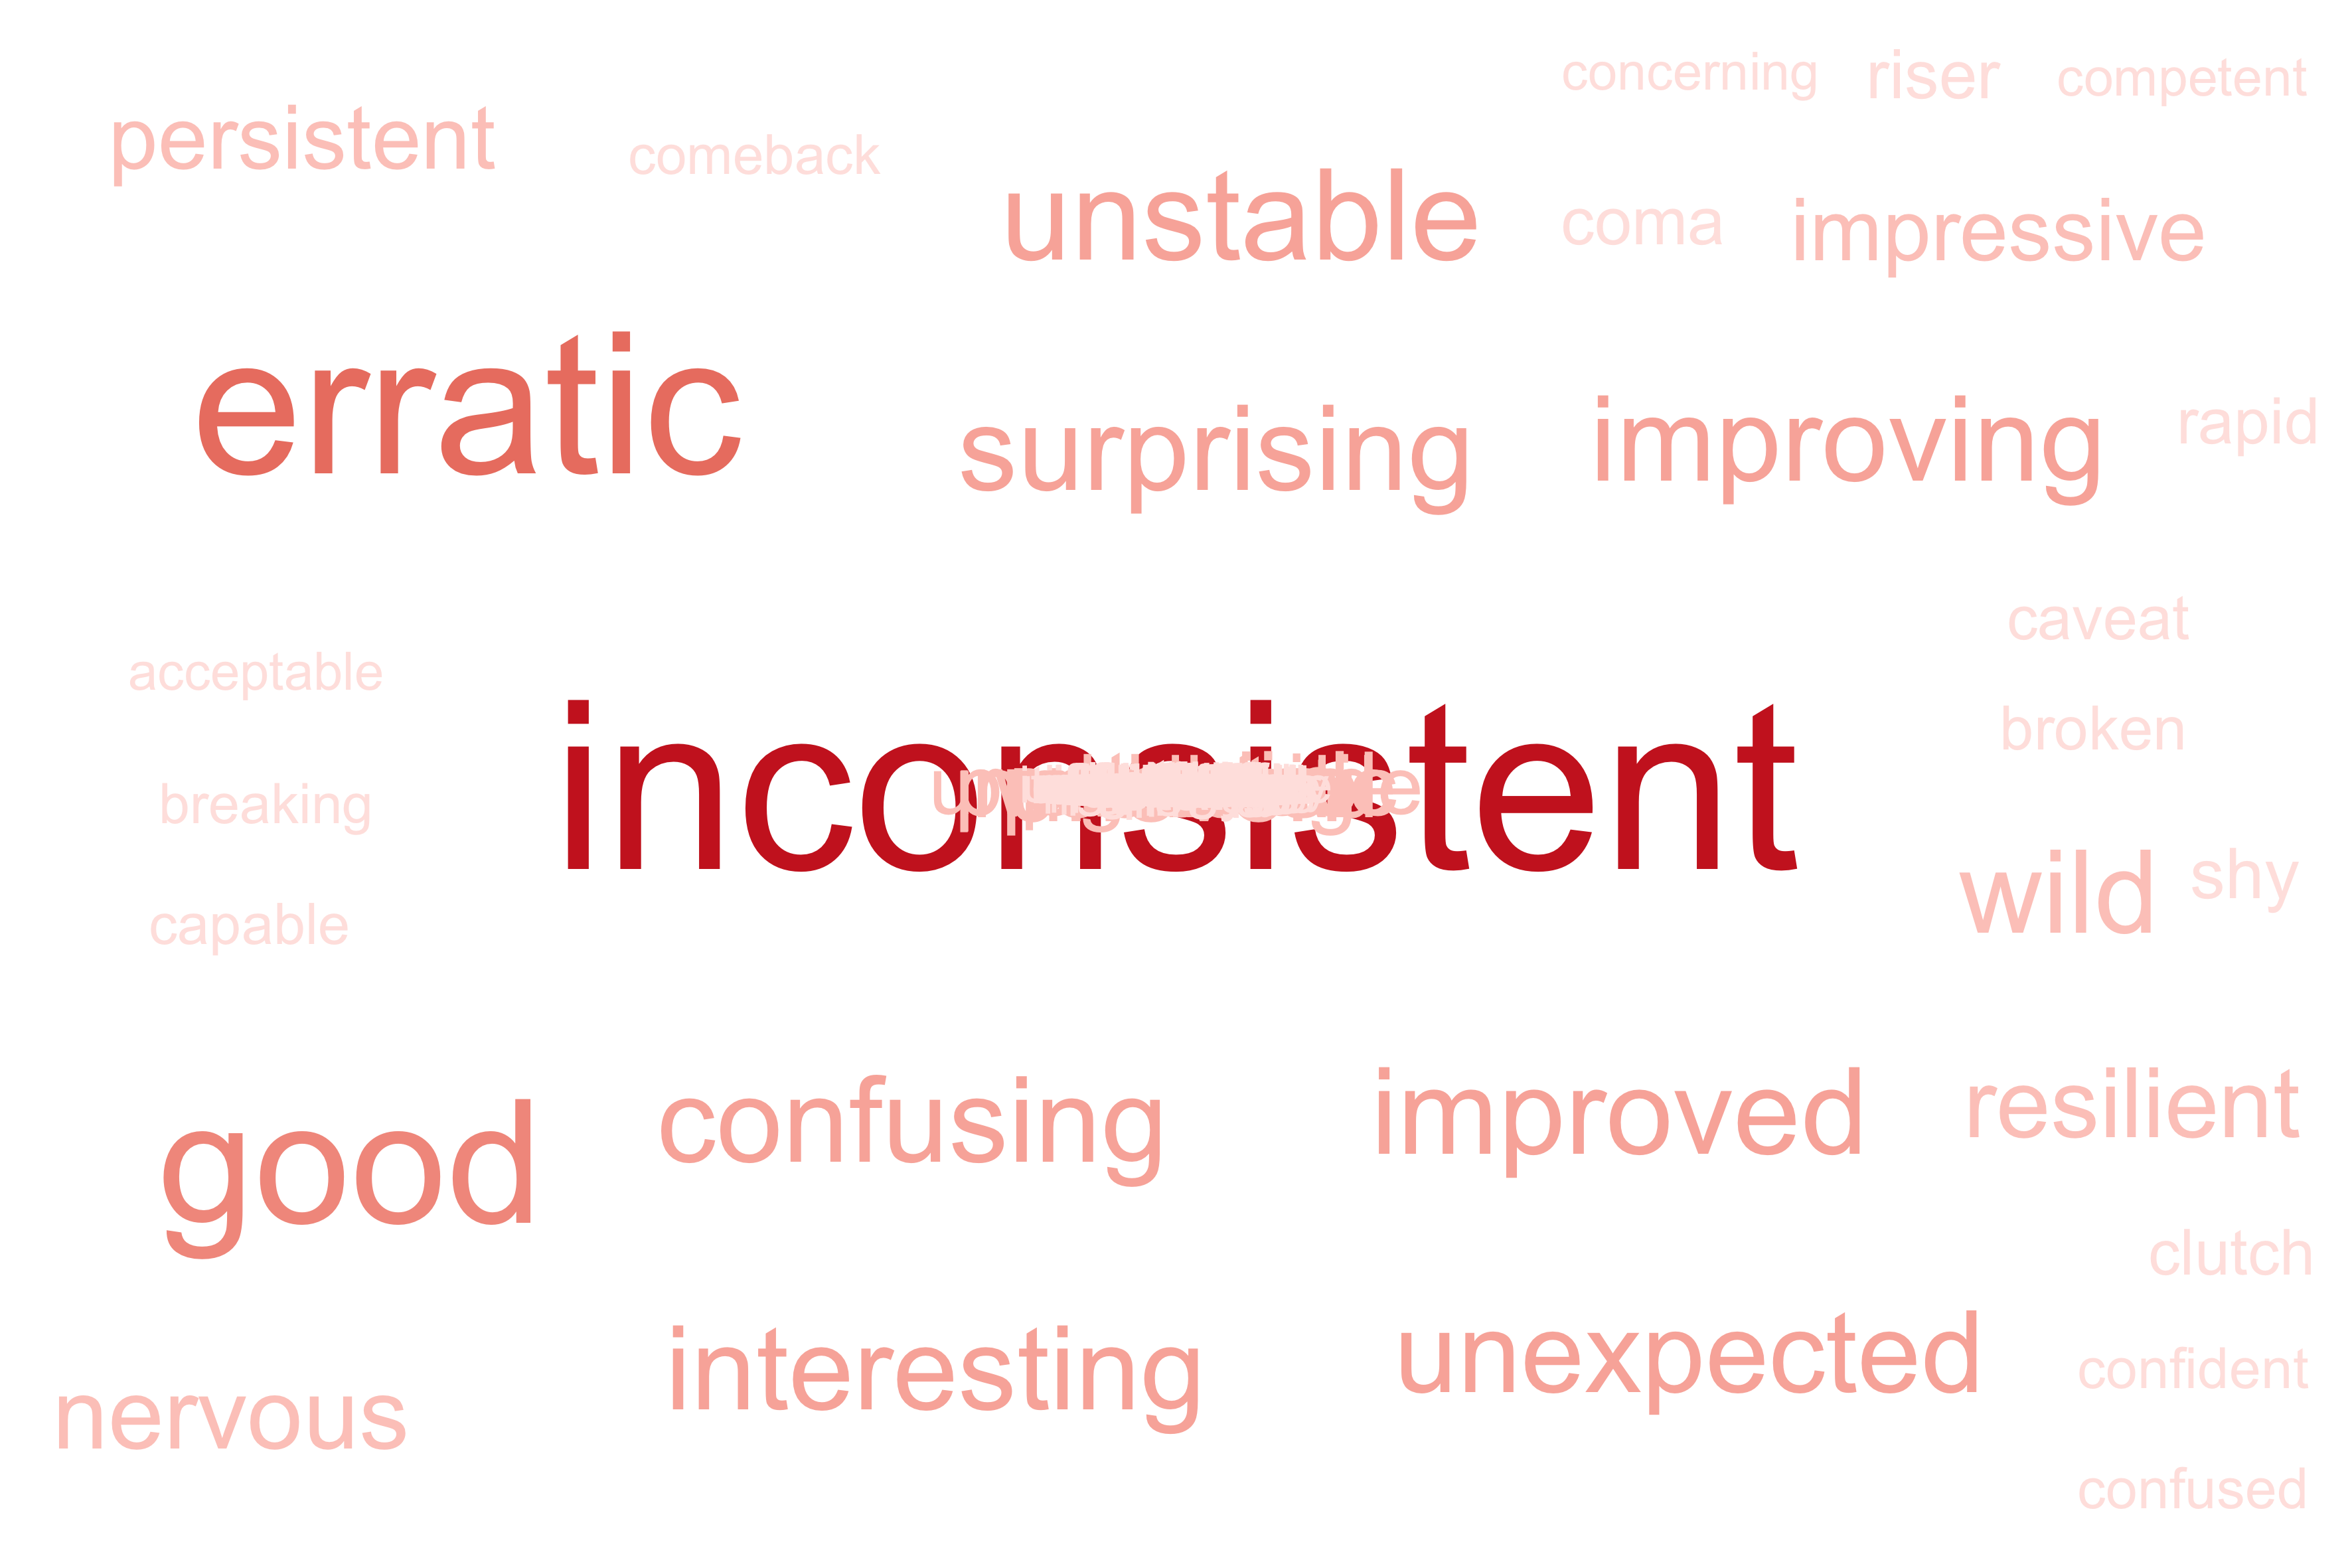 concerning riser competent
persistent comeback
unstable coma impressive
erratic surprising improving rapid
caveat
acceptable
broken
inconsistent
breaking
wild shy
capable
good confusing improved resilient
clutch
nervous interesting unexpected confident
confused